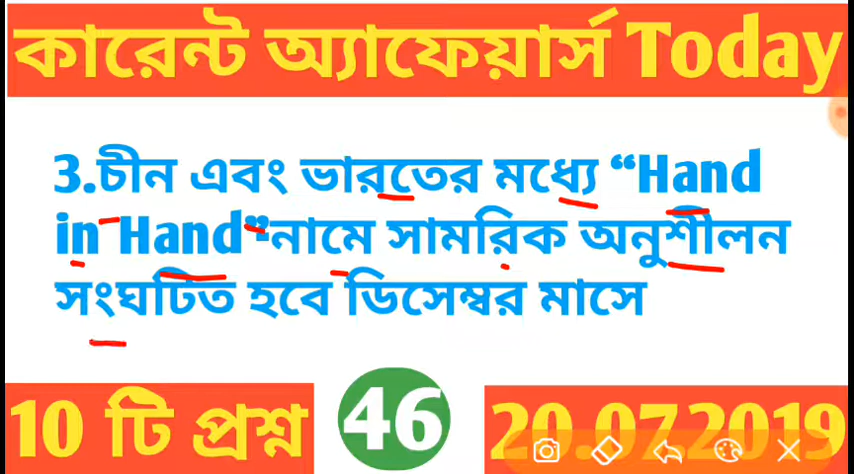 কারেন্ট অ্যাফেয়ার্স Today
3.চীন এবং ভারতের মধ্যে “Hand
in Hand”নামে সামরিক অনুশীলন
সংঘটিত হবে ডিসেম্বর মাসে
10 টি প্রশ্ন
46
20.07.2019